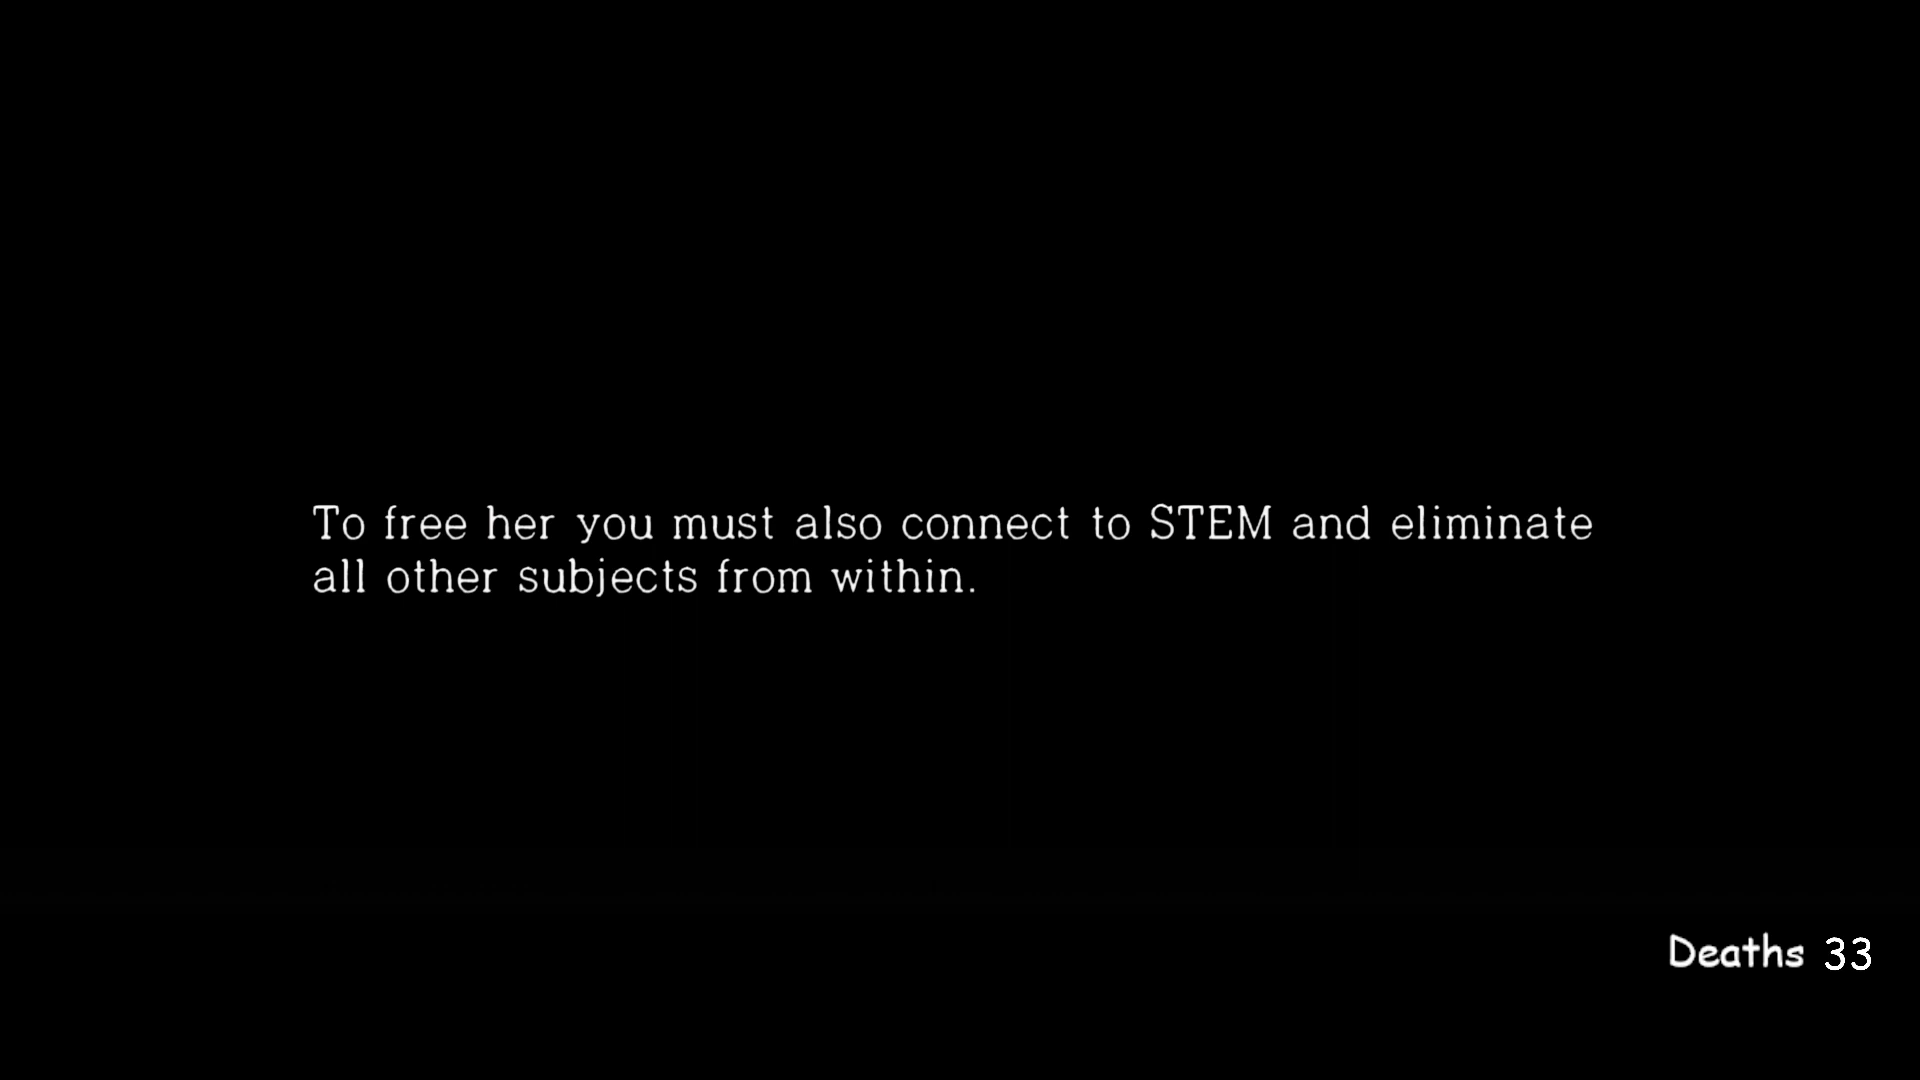 To free her you must also connect to STEM and eliminate
all other subjects from within.
Deaths 33